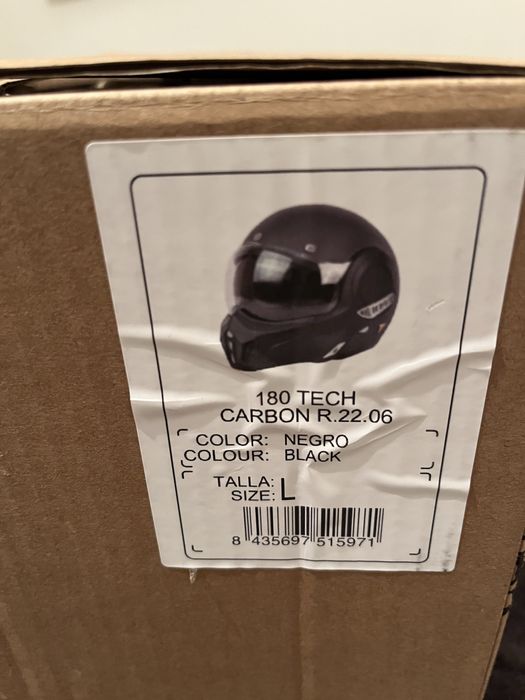 180 TECH
CARBON R.22.06
COLOR: NEGRO
COLOUR: BLACK
TALLA:
SIZE: L
8 435697 515971